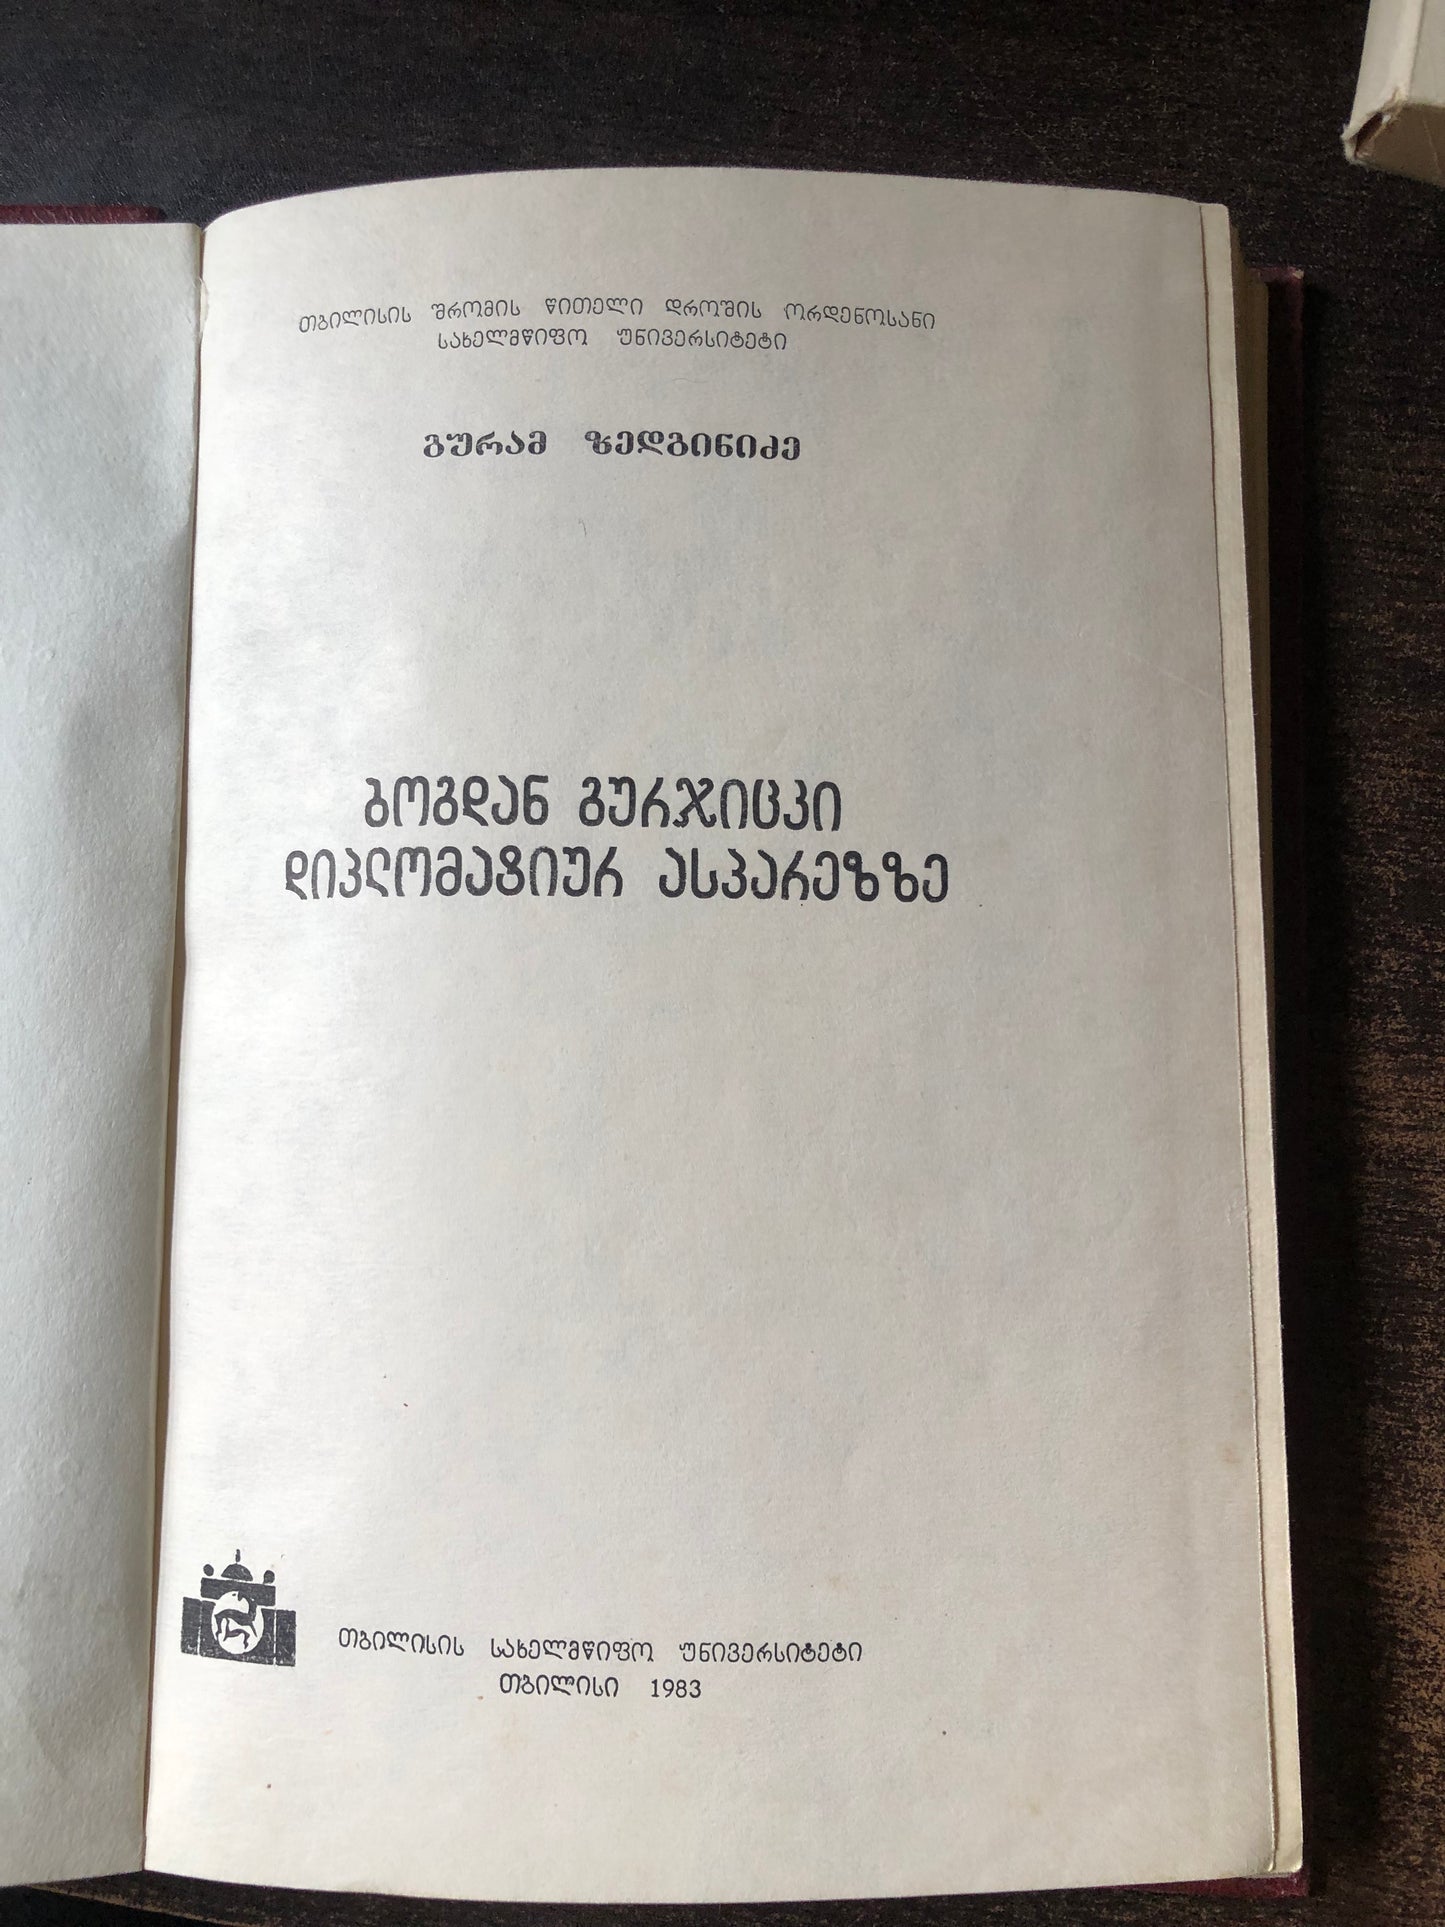 თბილისის შრომის წითელი დროშის ორდენოსანი
სახელმწიფო უნივერსიტეტი
გურამ ზედგინიძე
ბოგდან გურჯიცკი
დიპლომატიურ ასპარეზზე
თბილისის სახელმწიფო უნივერსიტეტი
თბილისი 1983